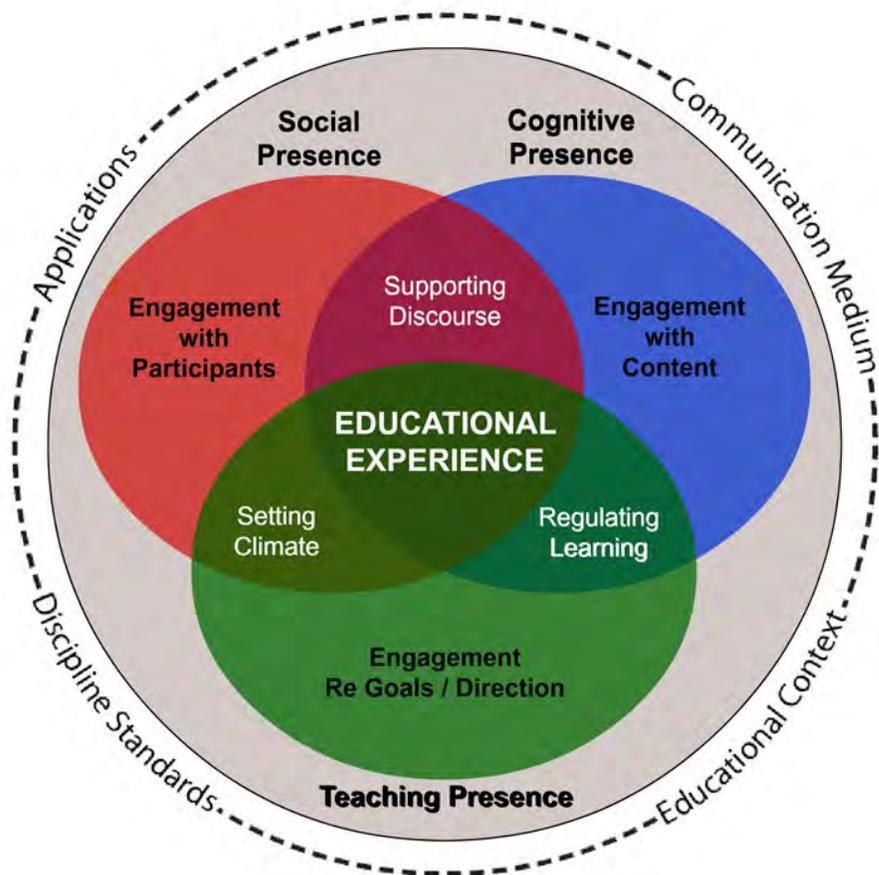 Social
Presence
Cognitive
Presence
Communication Medium
Applications
Supporting
Discourse
Engagement
with
Participants
Engagement
with
Content
EDUCATIONAL
EXPERIENCE
Setting
Climate
Regulating
Learning
Engagement
Re Goals / Direction
Discipline Standards
Educational Context
Teaching Presence